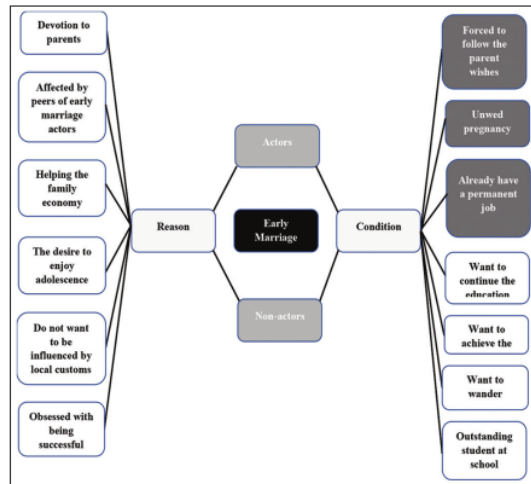 Devotion to
parents
Affected by
peers of early
marriage
actors
Helping the
family
economy
The desire to
enjoy
adolescence
Do not want
to be
influenced by
local customs
Obsessed with
being
successful
Reason
Actors
Early
Marriage
Non-actors
Condition
Forced to
follow the
parent
wishes
Unwed
pregnancy
Already have
a permanent
job
Want to
continue the
education
Want to
achieve the
Want to
wander
Outstanding
student at
school